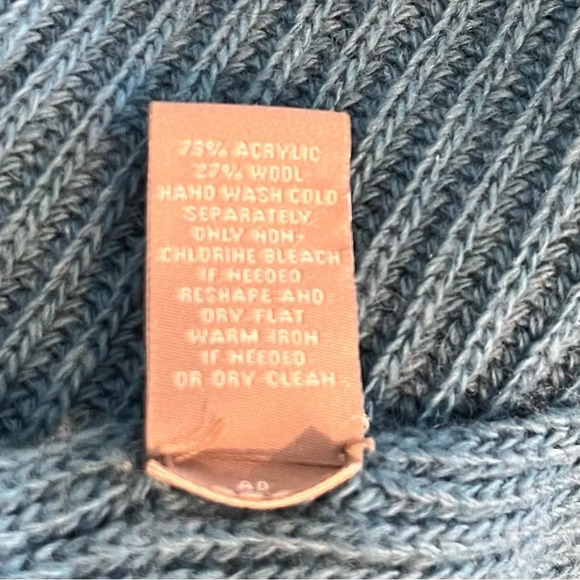 73% ACRYLIC
27% WOOL
HAND WASH COLD
SEPARATELY.
ONLY NON-
CHLORINE BLEACH
IF NEEDED
RESHAPE AND
DRY FLAT
WARM IRON
IF NEEDED
OR DRY CLEAN